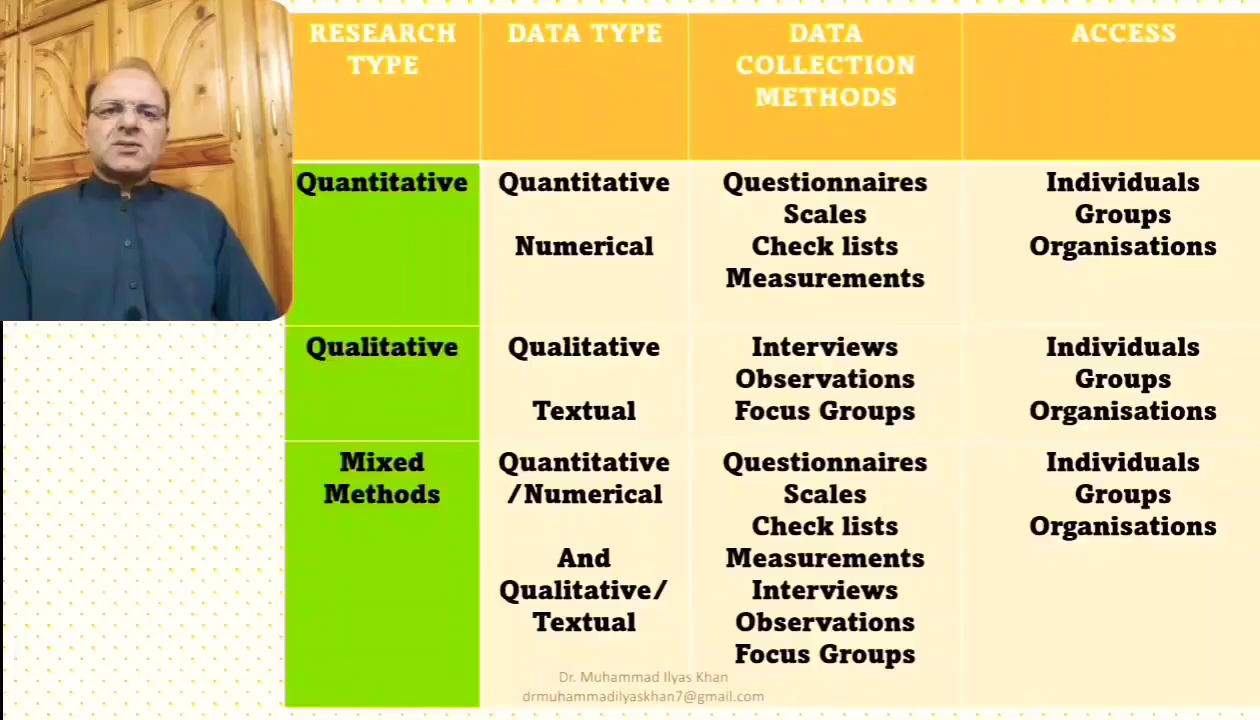 RESEARCH TYPE
DATA TYPE
DATA COLLECTION METHODS
ACCESS
Quantitative
Quantitative
Numerical
Questionnaires
Scales
Check lists
Measurements
Individuals
Groups
Organisations
Qualitative
Qualitative
Textual
Interviews
Observations
Focus Groups
Individuals
Groups
Organisations
Mixed
Methods
Quantitative
/Numerical
And
Qualitative/
Textual
Questionnaires
Scales
Check lists
Measurements
Interviews
Observations
Focus Groups
Individuals
Groups
Organisations
Dr. Muhammad Ilyas Khan
drmuhammadilyaskhan7@gmail.com